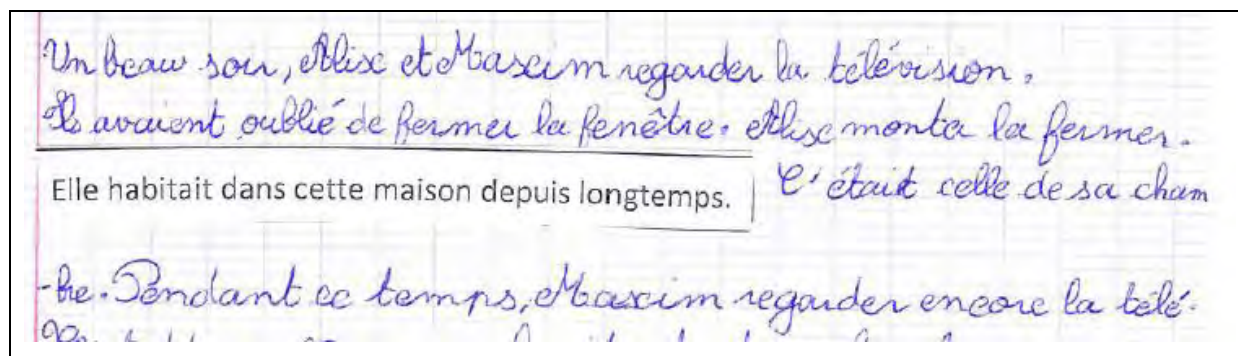 Un beau soir, Alixe et Maxim regarder la télévision.
Ils avaient oublié de fermer la fenêtre. Alixe monta la fermer.
Elle habitait dans cette maison depuis longtemps. C'était celle de sa cham
-bre. Pendant ce temps, Maxim regarder encore la télé.